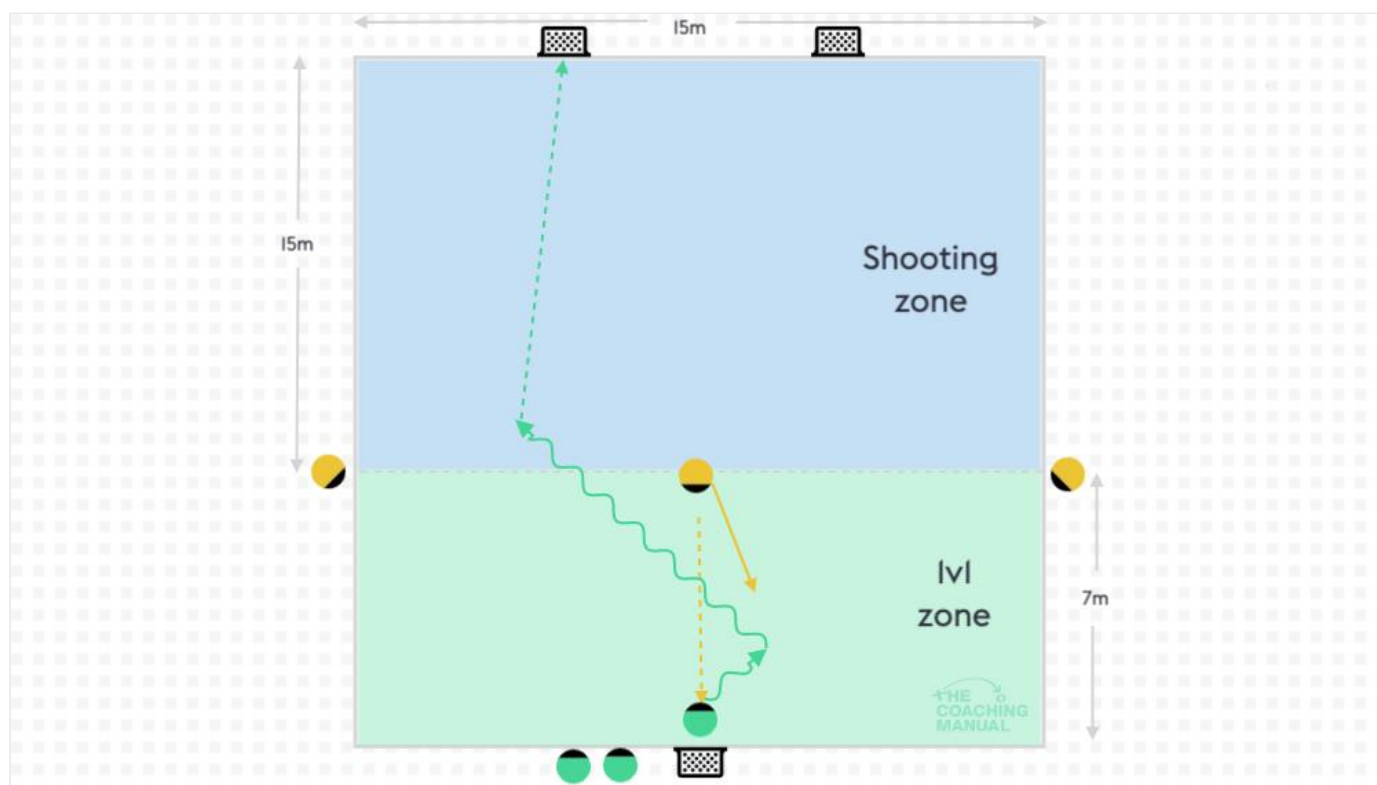 15m
15m
Shooting
zone
1v1
zone
7m
THE
COACHING
MANUAL